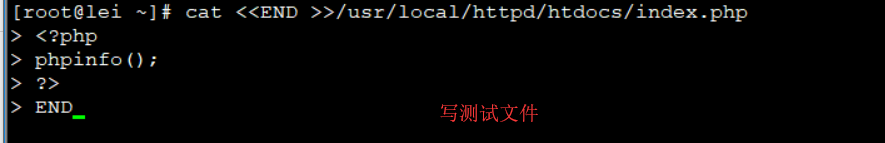 [root@lei ~]# cat <<END >>/usr/local/httpd/htdocs/index.php
> <?php
> phpinfo();
> ?>
> END
写测试文件